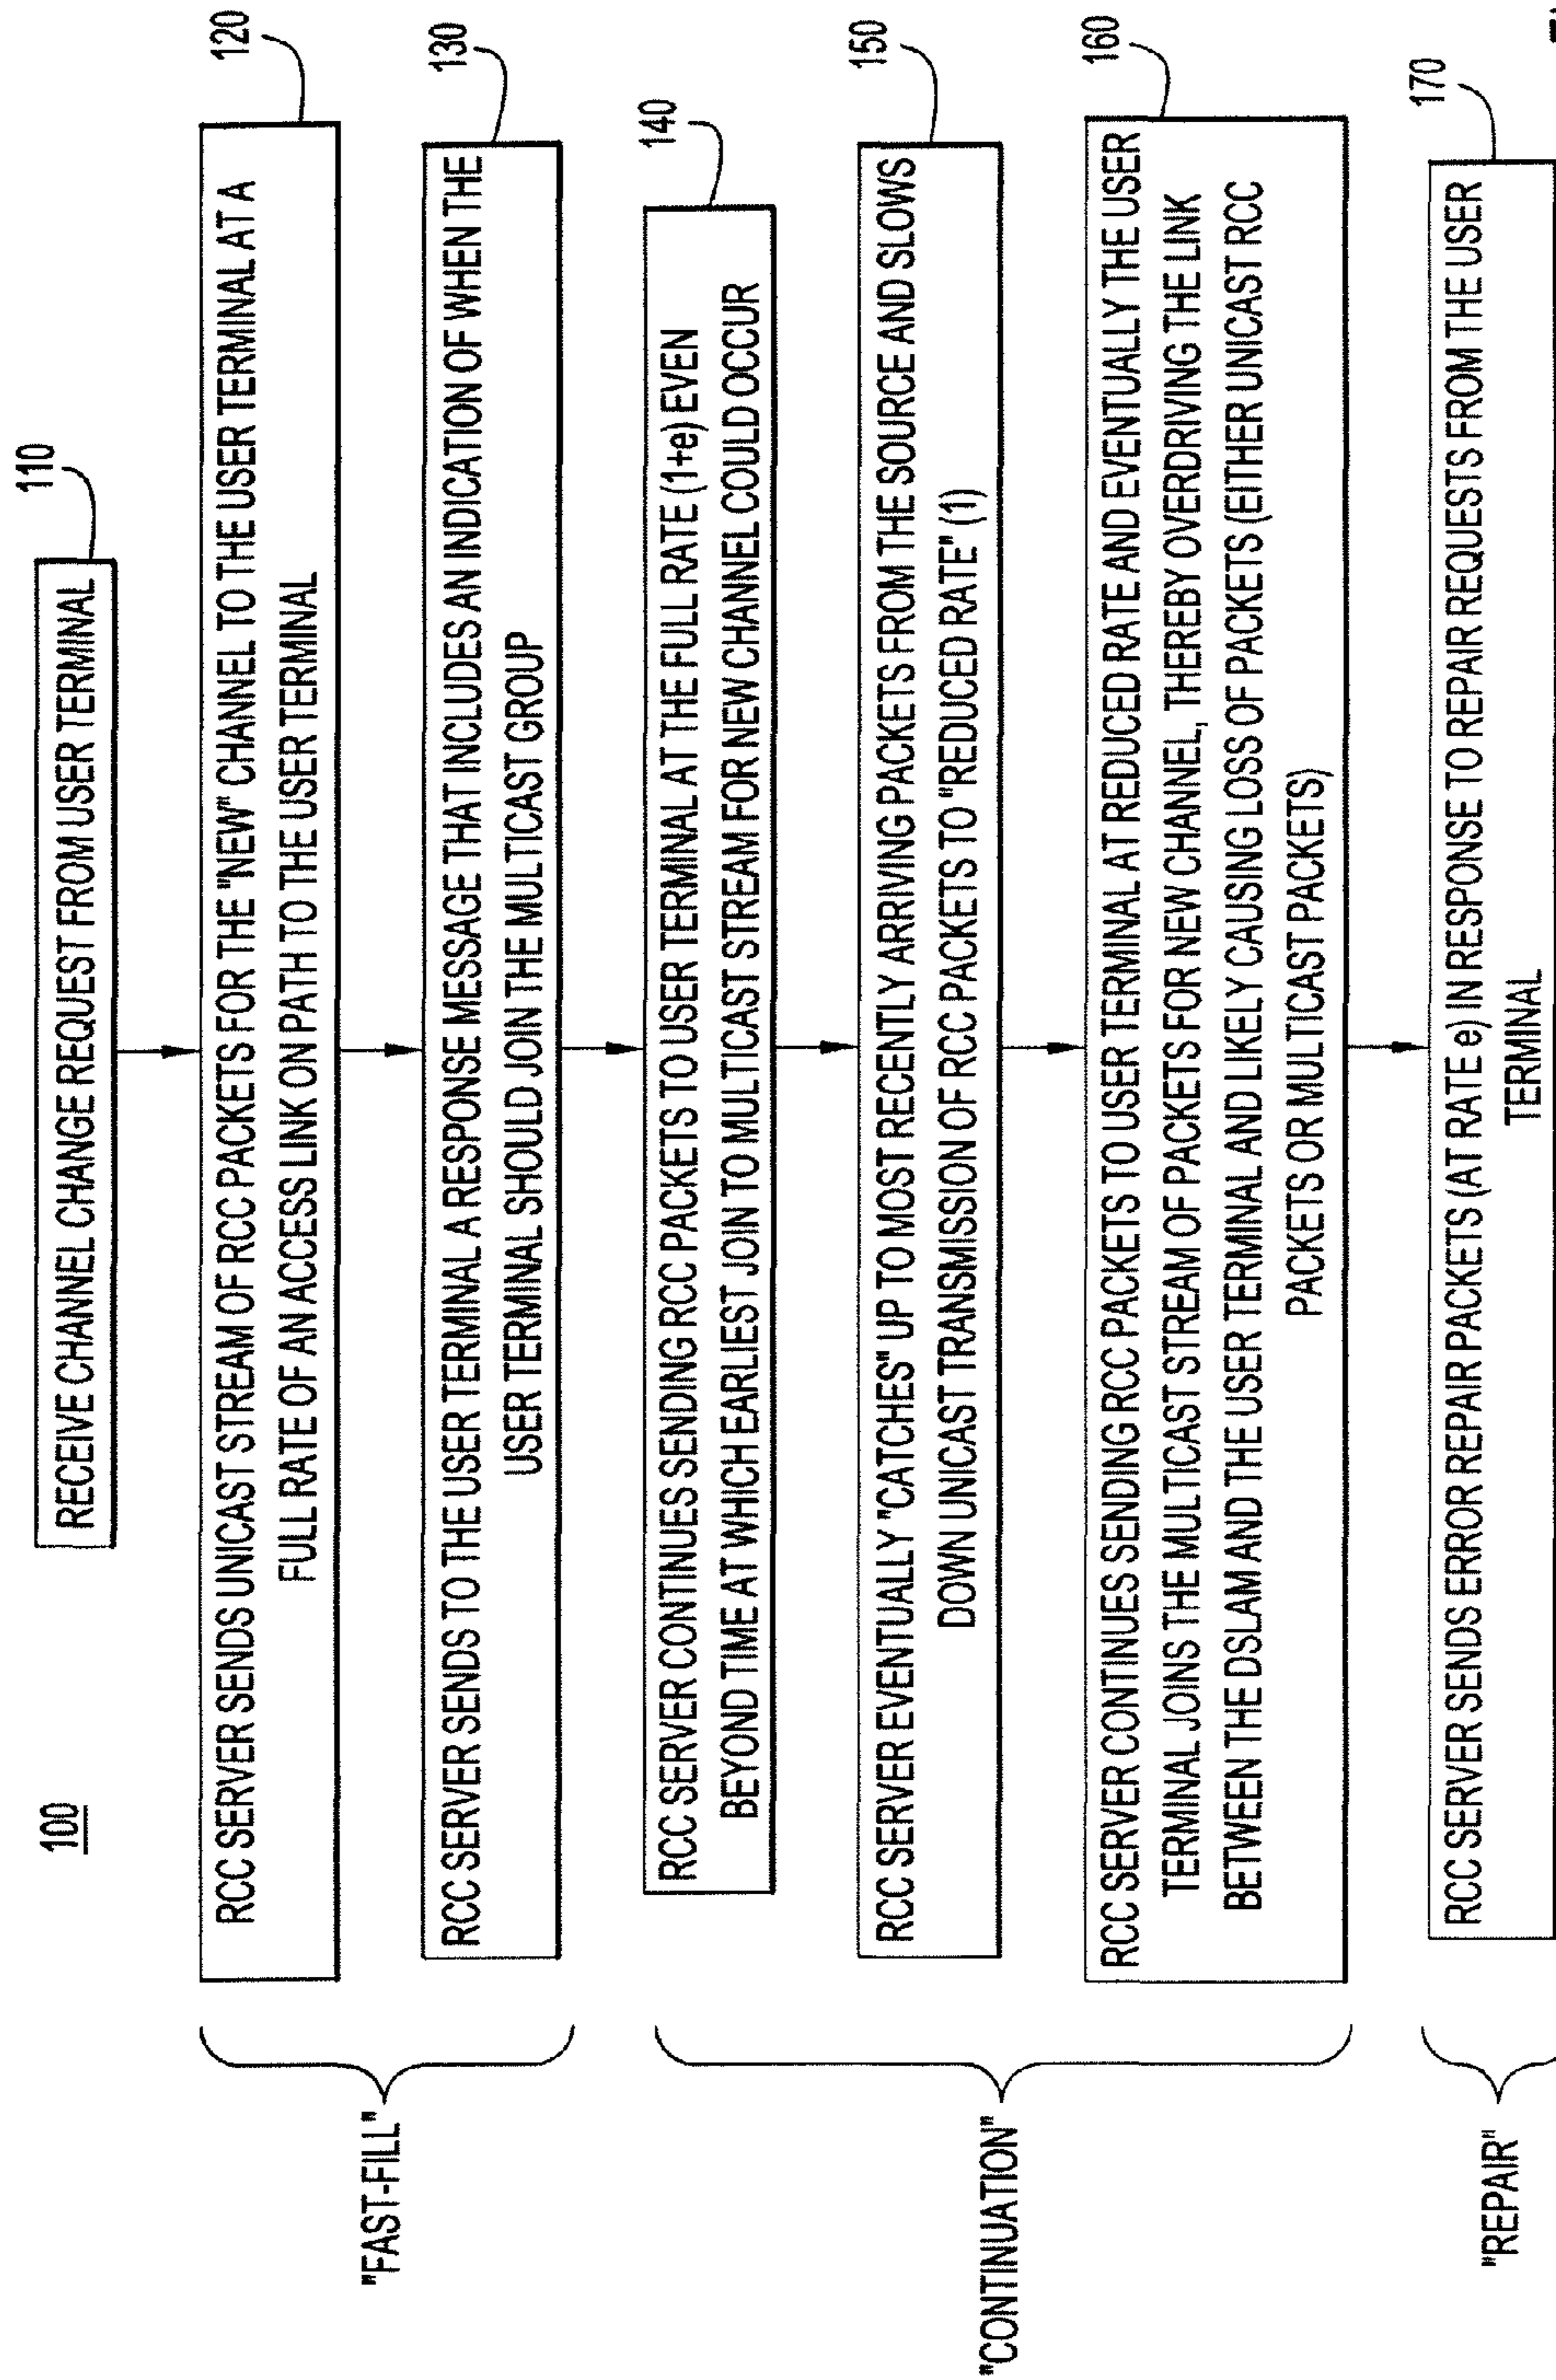 100
110
RECEIVE CHANNEL CHANGE REQUEST FROM USER TERMINAL
"FAST-FILL"
120
RCC SERVER SENDS UNICAST STREAM OF RCC PACKETS FOR THE "NEW" CHANNEL TO THE USER TERMINAL AT A
FULL RATE OF AN ACCESS LINK ON PATH TO THE USER TERMINAL
130
RCC SERVER SENDS TO THE USER TERMINAL A RESPONSE MESSAGE THAT INCLUDES AN INDICATION OF WHEN THE
USER TERMINAL SHOULD JOIN THE MULTICAST GROUP
"CONTINUATION"
140
RCC SERVER CONTINUES SENDING RCC PACKETS TO USER TERMINAL AT THE FULL RATE (1+e) EVEN
BEYOND TIME AT WHICH EARLIEST JOIN TO MULTICAST STREAM FOR NEW CHANNEL COULD OCCUR
150
RCC SERVER EVENTUALLY "CATCHES" UP TO MOST RECENTLY ARRIVING PACKETS FROM THE SOURCE AND SLOWS
DOWN UNICAST TRANSMISSION OF RCC PACKETS TO "REDUCED RATE" (1)
160
RCC SERVER CONTINUES SENDING RCC PACKETS TO USER TERMINAL AT REDUCED RATE AND EVENTUALLY THE USER
TERMINAL JOINS THE MULTICAST STREAM OF PACKETS FOR NEW CHANNEL, THEREBY OVERDRIVING THE LINK
BETWEEN THE DSLAM AND THE USER TERMINAL AND LIKELY CAUSING LOSS OF PACKETS (EITHER UNICAST RCC
PACKETS OR MULTICAST PACKETS)
"REPAIR"
170
RCC SERVER SENDS ERROR REPAIR PACKETS (AT RATE e) IN RESPONSE TO REPAIR REQUESTS FROM THE USER
TERMINAL